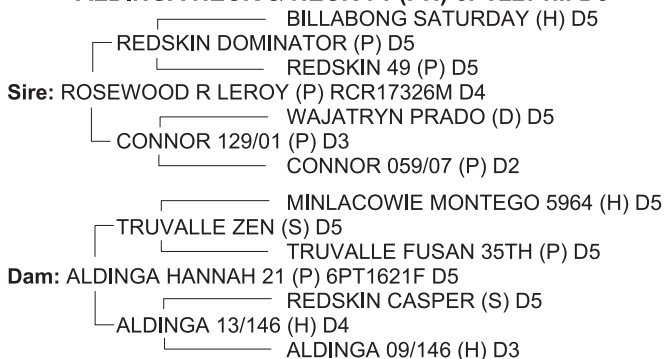 BILLABONG SATURDAY (H) D5
REDSKIN DOMINATOR (P) D5
REDSKIN 49 (P) D5
Sire: ROSEWOOD R LEROY (P) RCR17326M D4
WAJATRYN PRADO (D) D5
CONNOR 129/01 (P) D3
CONNOR 059/07 (P) D2
MINLACOWIE MONTEGO 5964 (H) D5
TRUVALLE ZEN (S) D5
TRUVALLE FUSAN 35TH (P) D5
Dam: ALDINGA HANNAH 21 (P) 6PT1621F D5
REDSKIN CASPER (S) D5
ALDINGA 13/146 (H) D4
ALDINGA 09/146 (H) D3